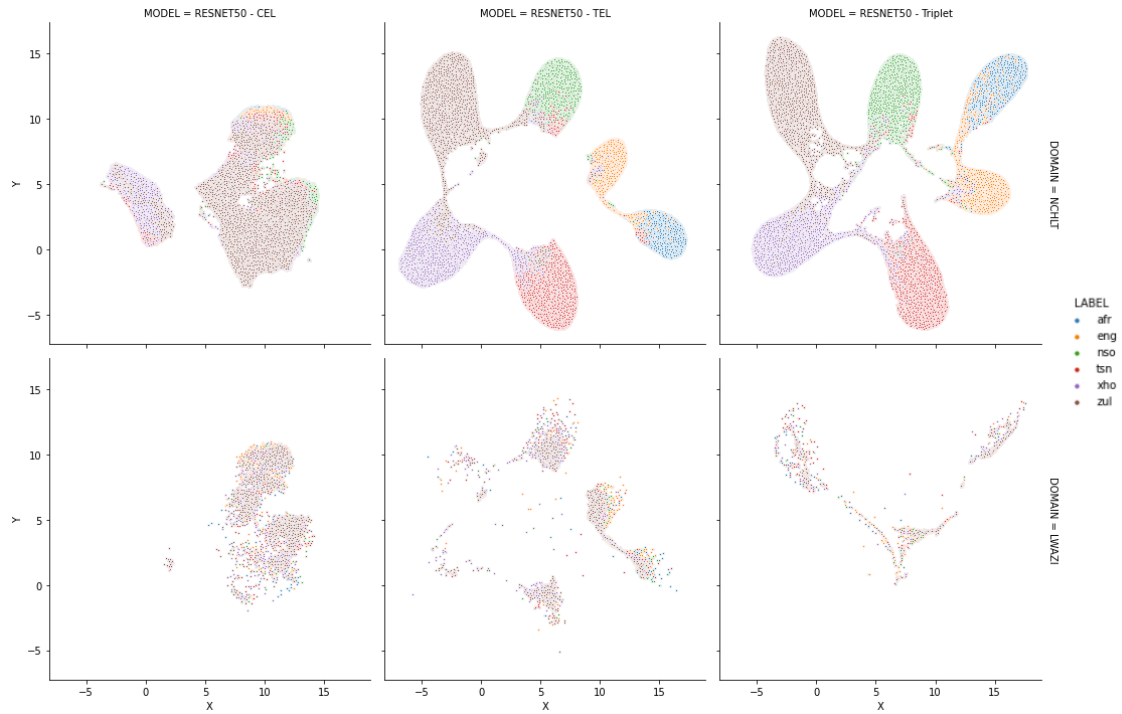 MODEL = RESNET50 - CEL
MODEL = RESNET50 - TEL
MODEL = RESNET50 - Triplet
15
10
5
0
−5
Y
DOMAIN = NCHLT
LABEL
afr
eng
nso
tsn
xho
zul
15
10
5
0
−5
Y
DOMAIN = LWAZI
−5 0 5 10 15
X
−5 0 5 10 15
X
−5 0 5 10 15
X